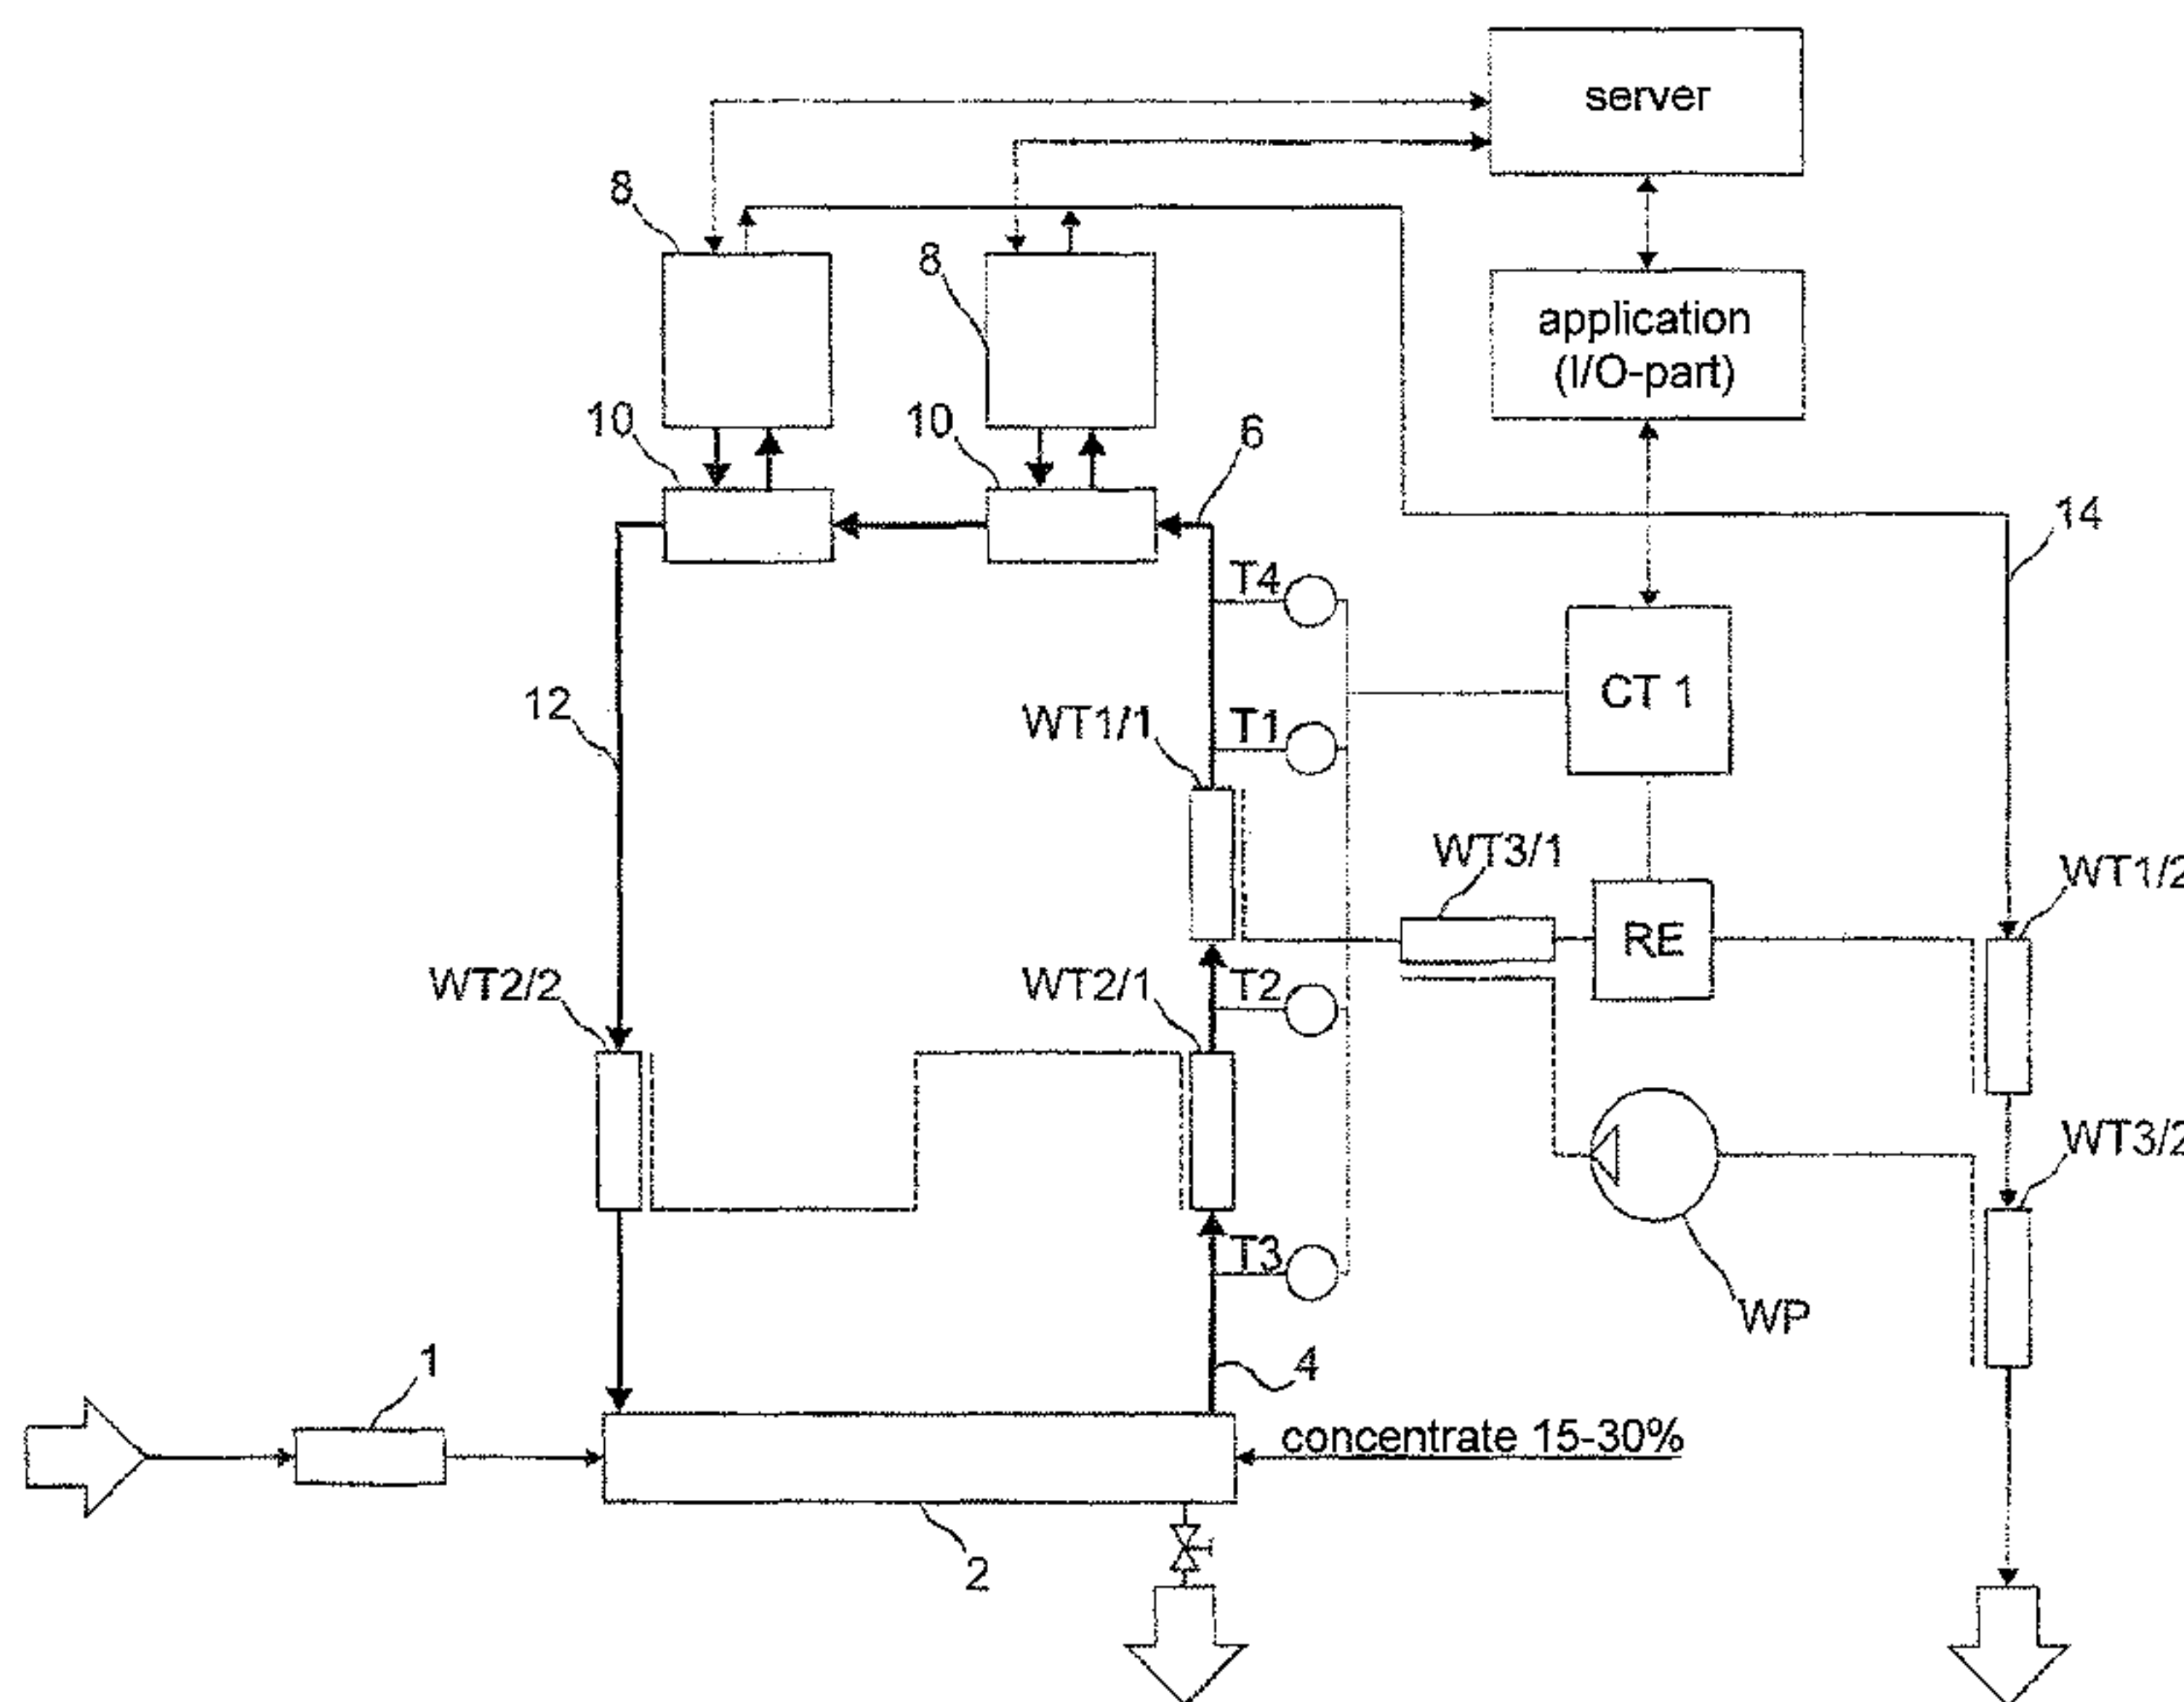 server
8
8
application
(I/O-part)
10
10
6
14
T4
CT 1
12
WT1/1
T1
WT3/1
WT1/2
RE
WT2/2
WT2/1
T2
WT3/2
T3
WP
1
4
concentrate 15-30%
2